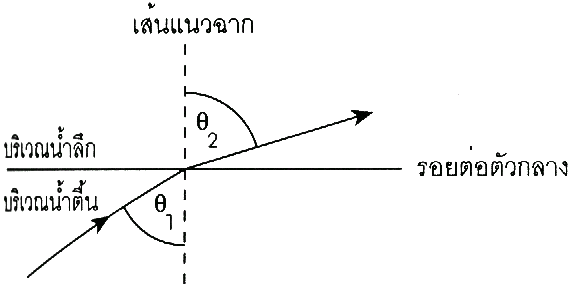 เส้นแนวฉาก
θ2
บริเวณน้ำลึก
รอยต่อตัวกลาง
บริเวณน้ำตื้น
θ1